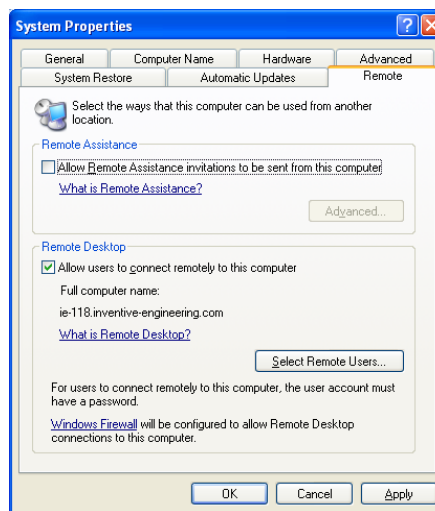 System Properties
General Computer Name Hardware Advanced
System Restore Automatic Updates Remote
Select the ways that this computer can be used from another
location.
Remote Assistance
Allow Remote Assistance invitations to be sent from this computer
What is Remote Assistance?
Advanced...
Remote Desktop
Allow users to connect remotely to this computer
Full computer name:
ie-118.inventive-engineering.com
What is Remote Desktop?
Select Remote Users...
For users to connect remotely to this computer, the user account must
have a password.
Windows Firewall will be configured to allow Remote Desktop
connections to this computer.
OK Cancel Apply